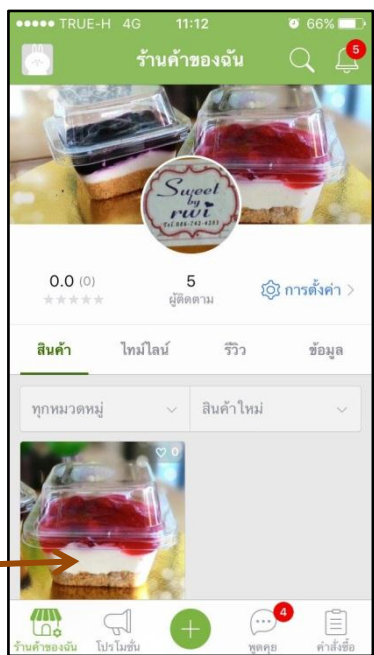 TRUE-H 4G 11:12 66%
ร้านค้าของฉัน 5
Sweet
by
rwi
0.0 (0) 5 การตั้งค่า >
ผู้ติดตาม
สินค้า ไทม์ไลน์ รีวิว ข้อมูล
ทุกหมวดหมู่ สินค้าใหม่
0
4
ร้านค้าของฉัน โปรโมชั่น พูดคุย คำสั่งซื้อ